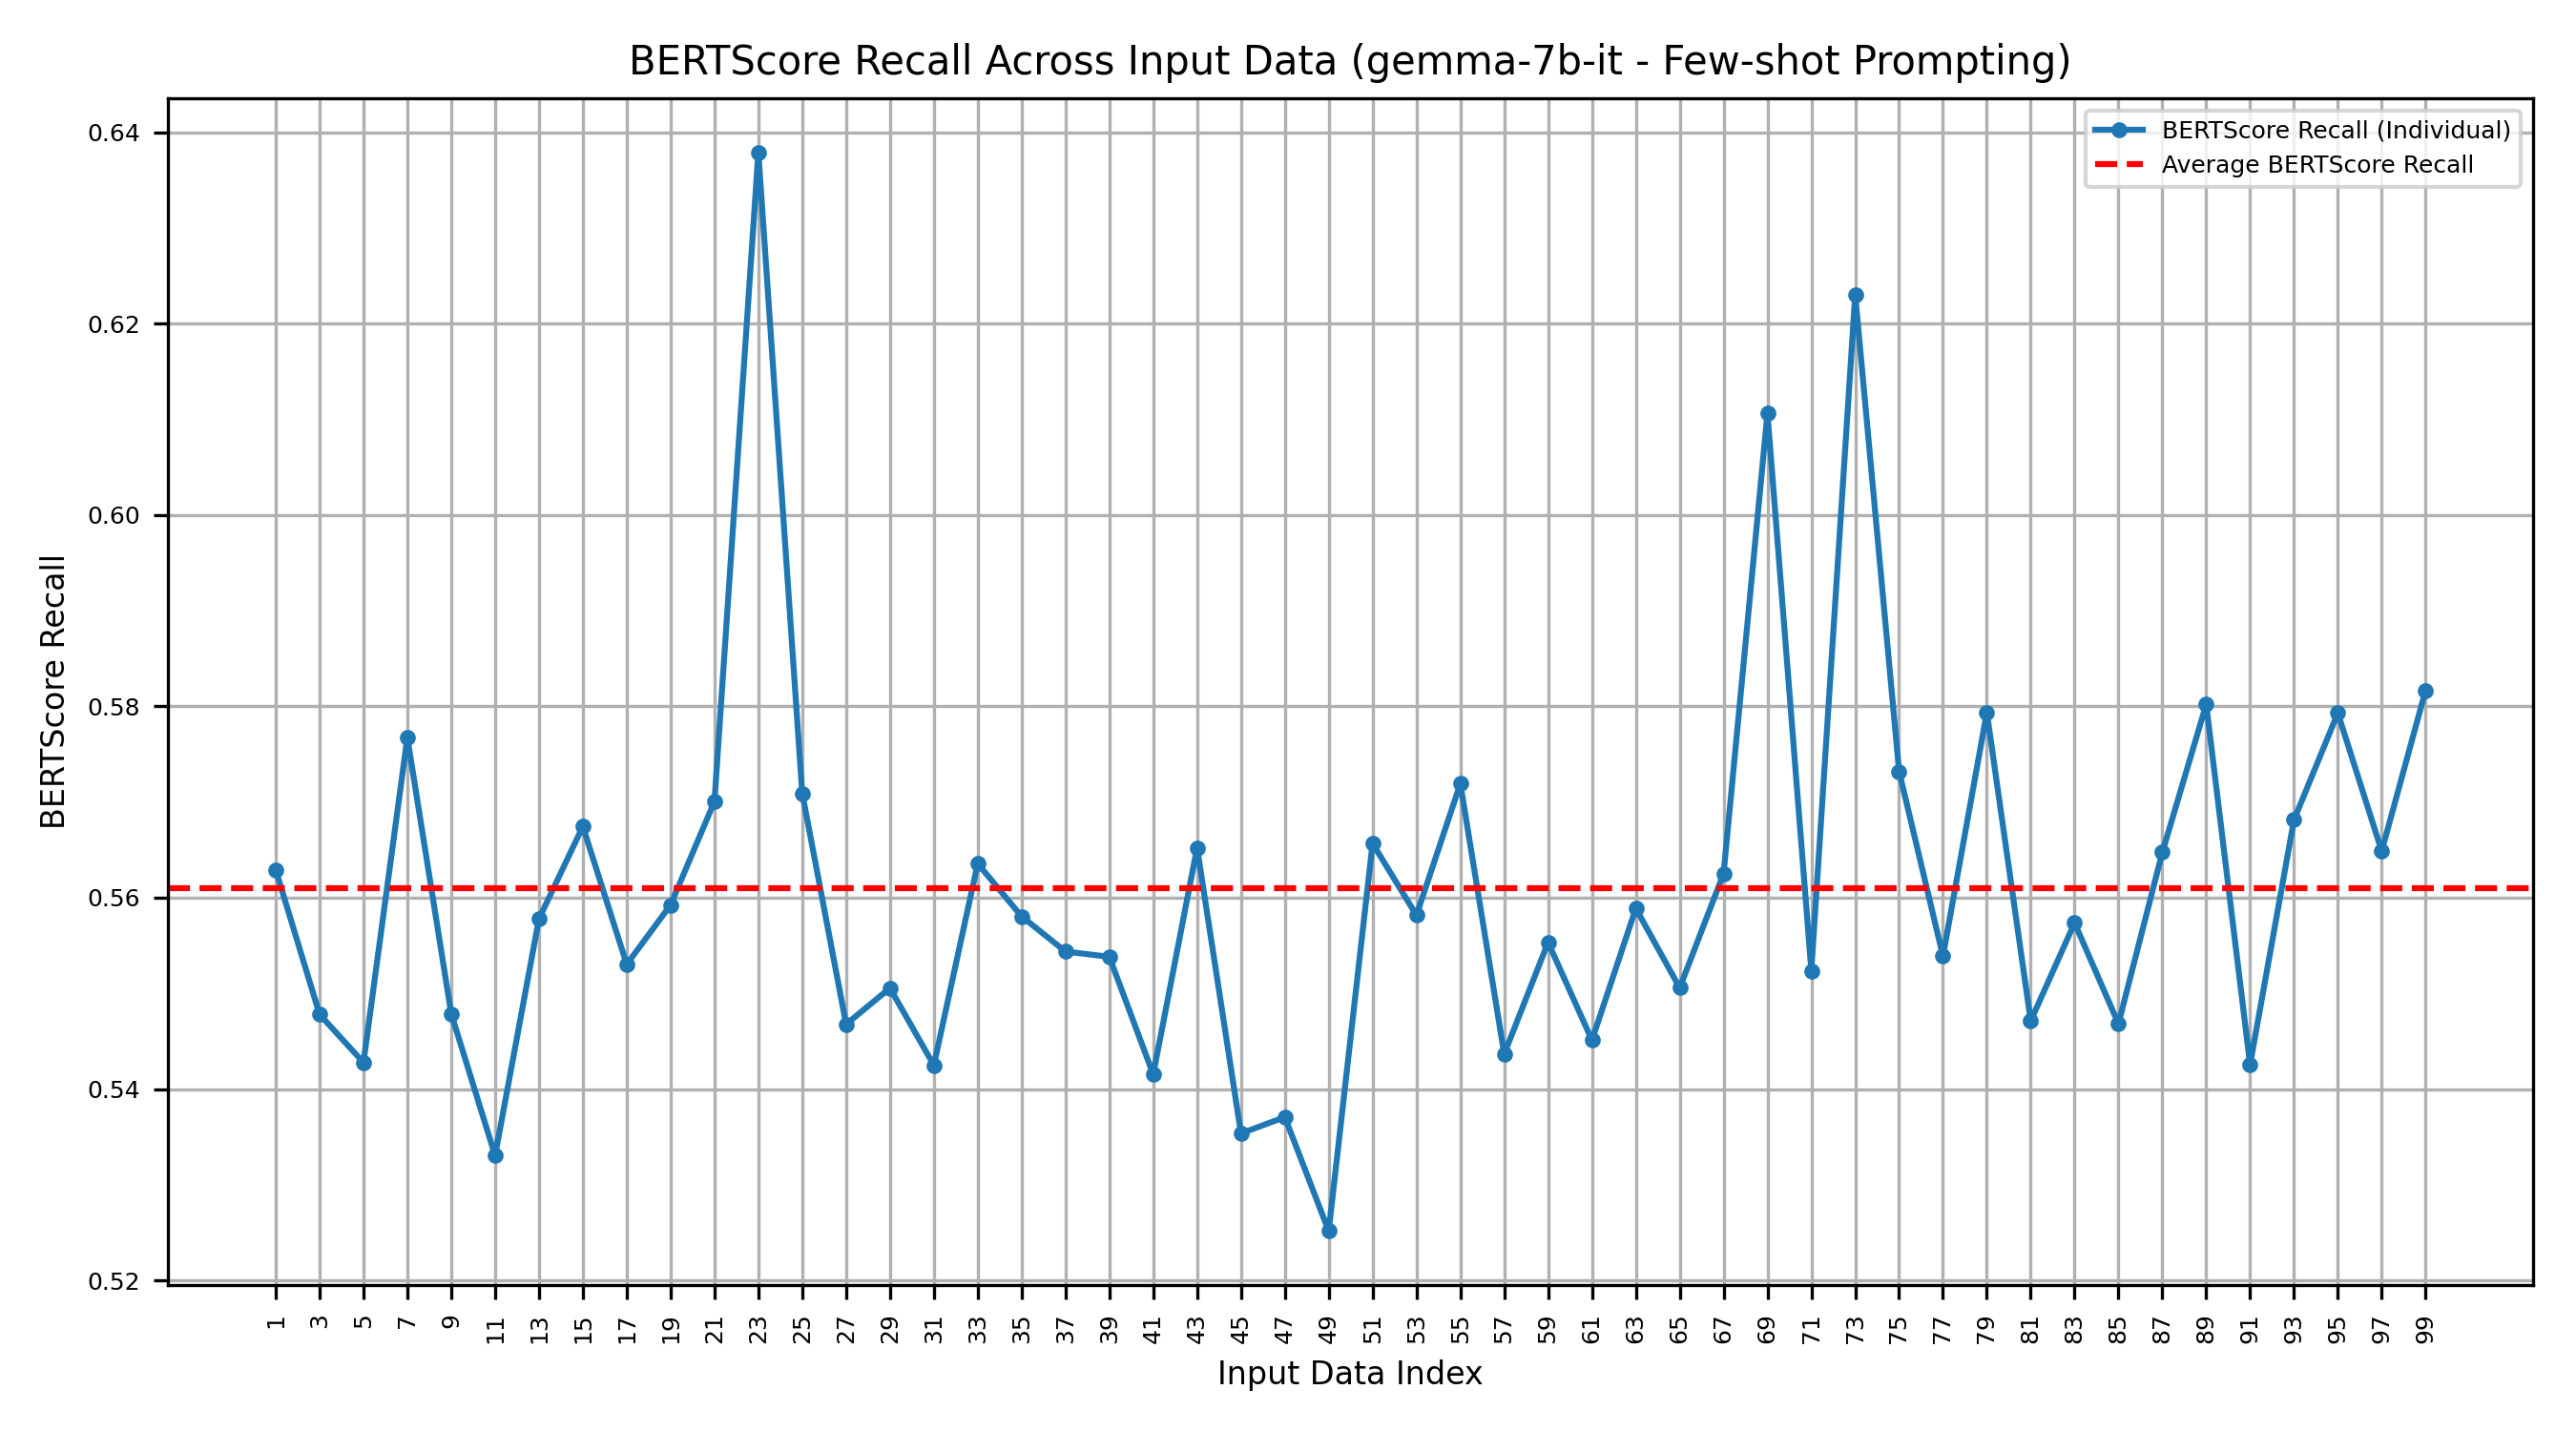 BERTScore Recall Across Input Data (gemma-7b-it - Few-shot Prompting)
BERTScore Recall (Individual)
Average BERTScore Recall
BERTScore Recall
0.64
0.62
0.60
0.58
0.56
0.54
0.52
1 3 5 7 9 11 13 15 17 19 21 23 25 27 29 31 33 35 37 39 41 43 45 47 49 51 53 55 57 59 61 63 65 67 69 71 73 75 77 79 81 83 85 87 89 91 93 95 97 99
Input Data Index